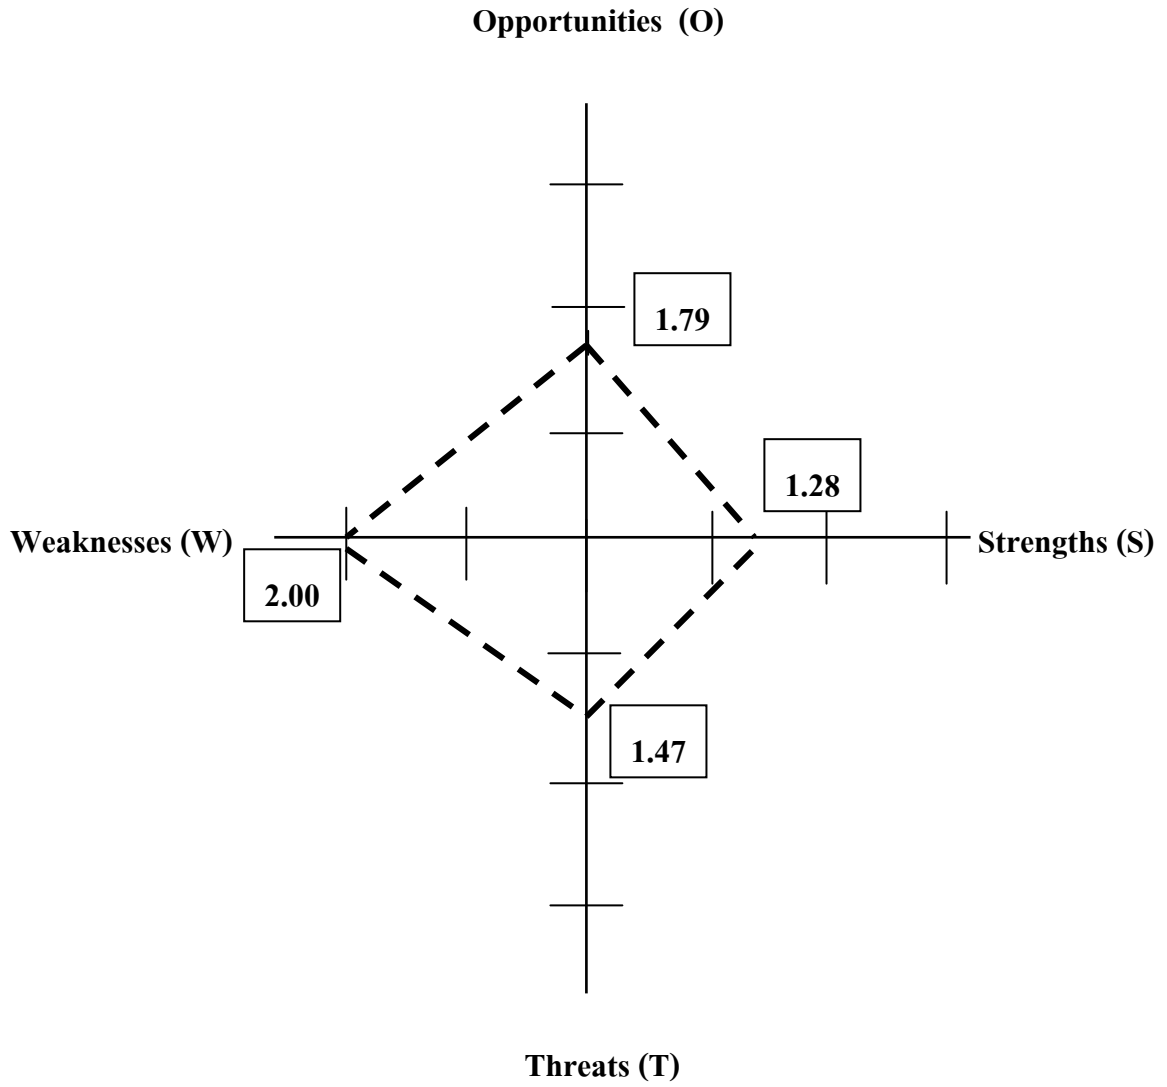 Opportunities (O)
1.79
1.28
Weaknesses (W)
Strengths (S)
2.00
1.47
Threats (T)